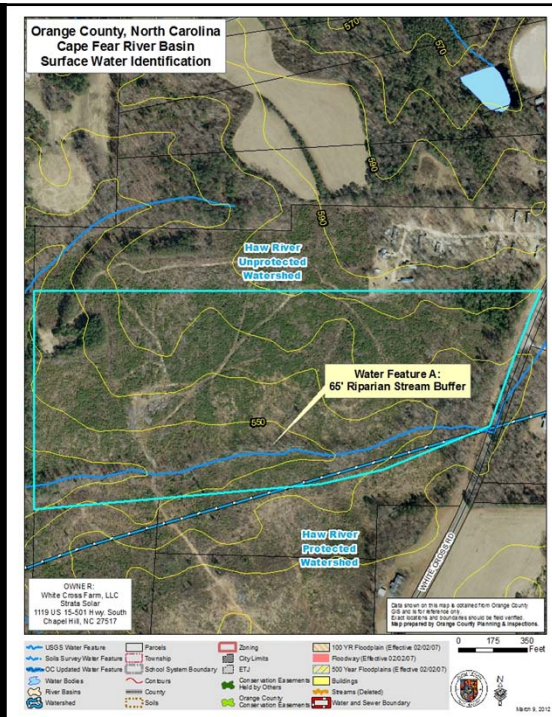 Orange County, North Carolina
Cape Fear River Basin
Surface Water Identification
570
570
590
590
Haw River
Unprotected
Watershed
Water Feature A:
65' Riparian Stream Buffer
550
Haw River
Protected
Watershed
WHITE CROSS RD
OWNER:
White Cross Farm, LLC
Strata Solar
1119 US 15-501 Hwy. South
Chapel Hill, NC 27517
Data shown on this map is obtained from Orange County
GIS and is for reference only.
Exact locations and boundaries should be field verified.
Map prepared by Orange County Planning & Inspections.
USGS Water Feature
Soils Survey Water Feature
OC Updated Water Feature
Water Bodies
River Basins
Watershed
Parcels
Township
School System Boundary
Contours
County
Soils
Zoning
City Limits
ETJ
Conservation Easements
Held by Others
Orange County
Conservation Easements
100 YR Floodplain (Effective 02/02/07)
Floodway (Effective 02/02/07)
500 Year Floodplains (Effective 02/02/07)
Buildings
Streams (Deleted)
Water and Sewer Boundary
0 175 350
Feet
N
March 9, 2012